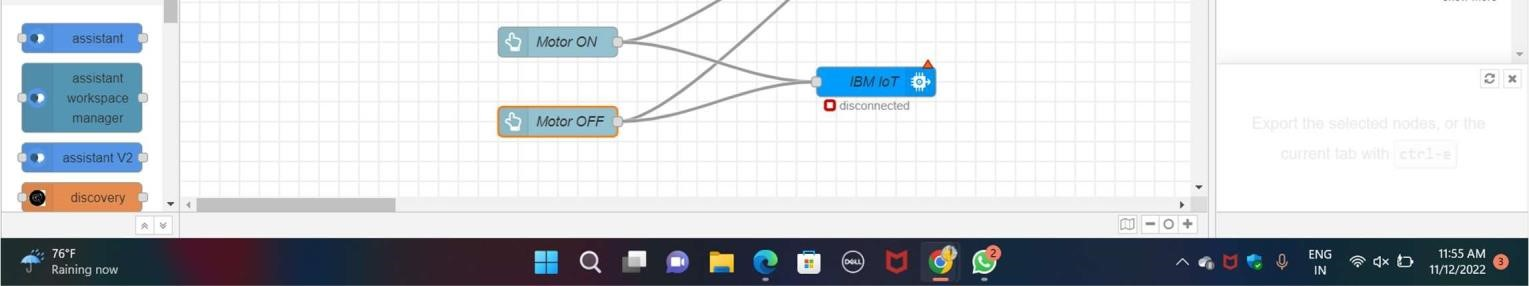 assistant
assistant
workspace
manager
assistant V2
discovery
Motor ON
Motor OFF
IBM IoT
disconnected
Export the selected nodes, or the
current tab with ctrl-e
76°F
Raining now
DELL
2
ENG
IN
11:55 AM
11/12/2022
3